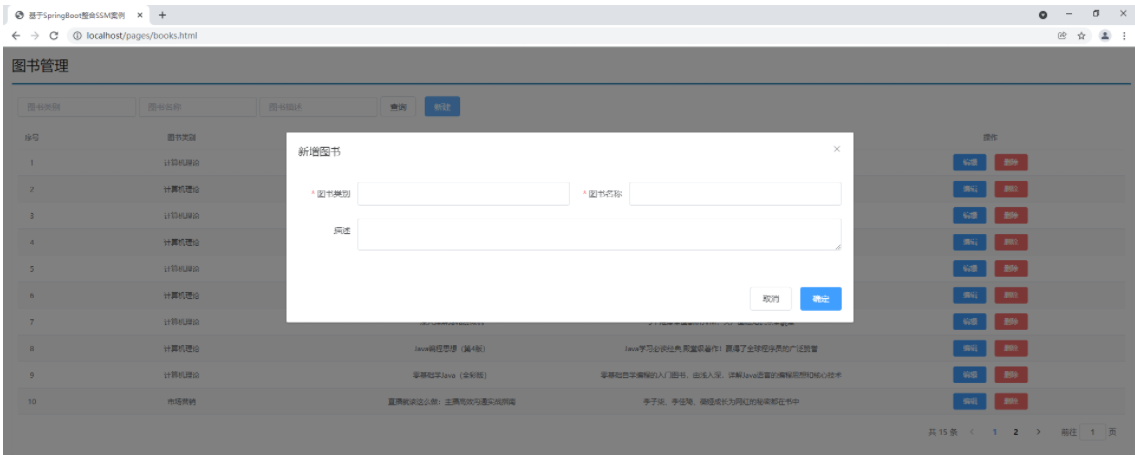 基于SpringBoot整合SSM案例
localhost/pages/books.html
图书管理
图书类别 图书名称 图书描述 查询 新建
序号 图书类别 操作
新增图书
1 计算机理论 编辑 删除
2 计算机理论 编辑 删除
* 图书类别 * 图书名称
3 计算机理论 编辑 删除
描述
4 计算机理论 编辑 删除
5 计算机理论 编辑 删除
6 计算机理论 编辑 删除
取消 确定
7 计算机理论 编辑 删除
8 计算机理论 Java编程思想（第4版） Java学习必读经典,殿堂级著作！赢得了全球程序员的广泛赞誉 编辑 删除
9 计算机理论 零基础学Java（全彩版） 零基础自学编程的入门图书，由浅入深，详解Java语言的编程思想和核心技术 编辑 删除
10 市场营销 直播就该这么做：主播高效沟通实战指南 李子柒、李佳琦、薇娅成长为网红的秘密都在书中 编辑 删除
共 15 条 1 2 前往 1 页